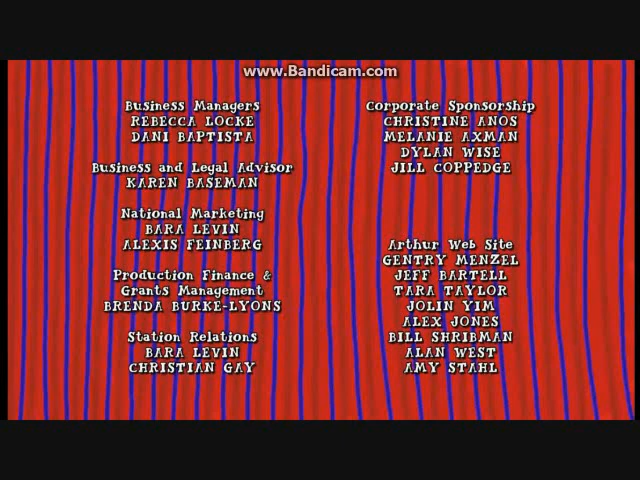 www.Bandicam.com
Business Managers
REBECCA LOCKE
DANI BAPTISTA
Business and Legal Advisor
KAREN BASEMAN
National Marketing
BARA LEVIN
ALEXIS FEINBERG
Production Finance &
Grants Management
BRENDA BURKE-LYONS
Station Relations
BARA LEVIN
CHRISTIAN GAY
Corporate Sponsorship
CHRISTINE ANOS
MELANIE AXMAN
DYLAN WISE
JILL COPPEDGE
Arthur Web Site
GENTRY MENZEL
JEFF BARTELL
TARA TAYLOR
JOLIN YIM
ALEX JONES
BILL SHRIBMAN
ALAN WEST
AMY STAHL